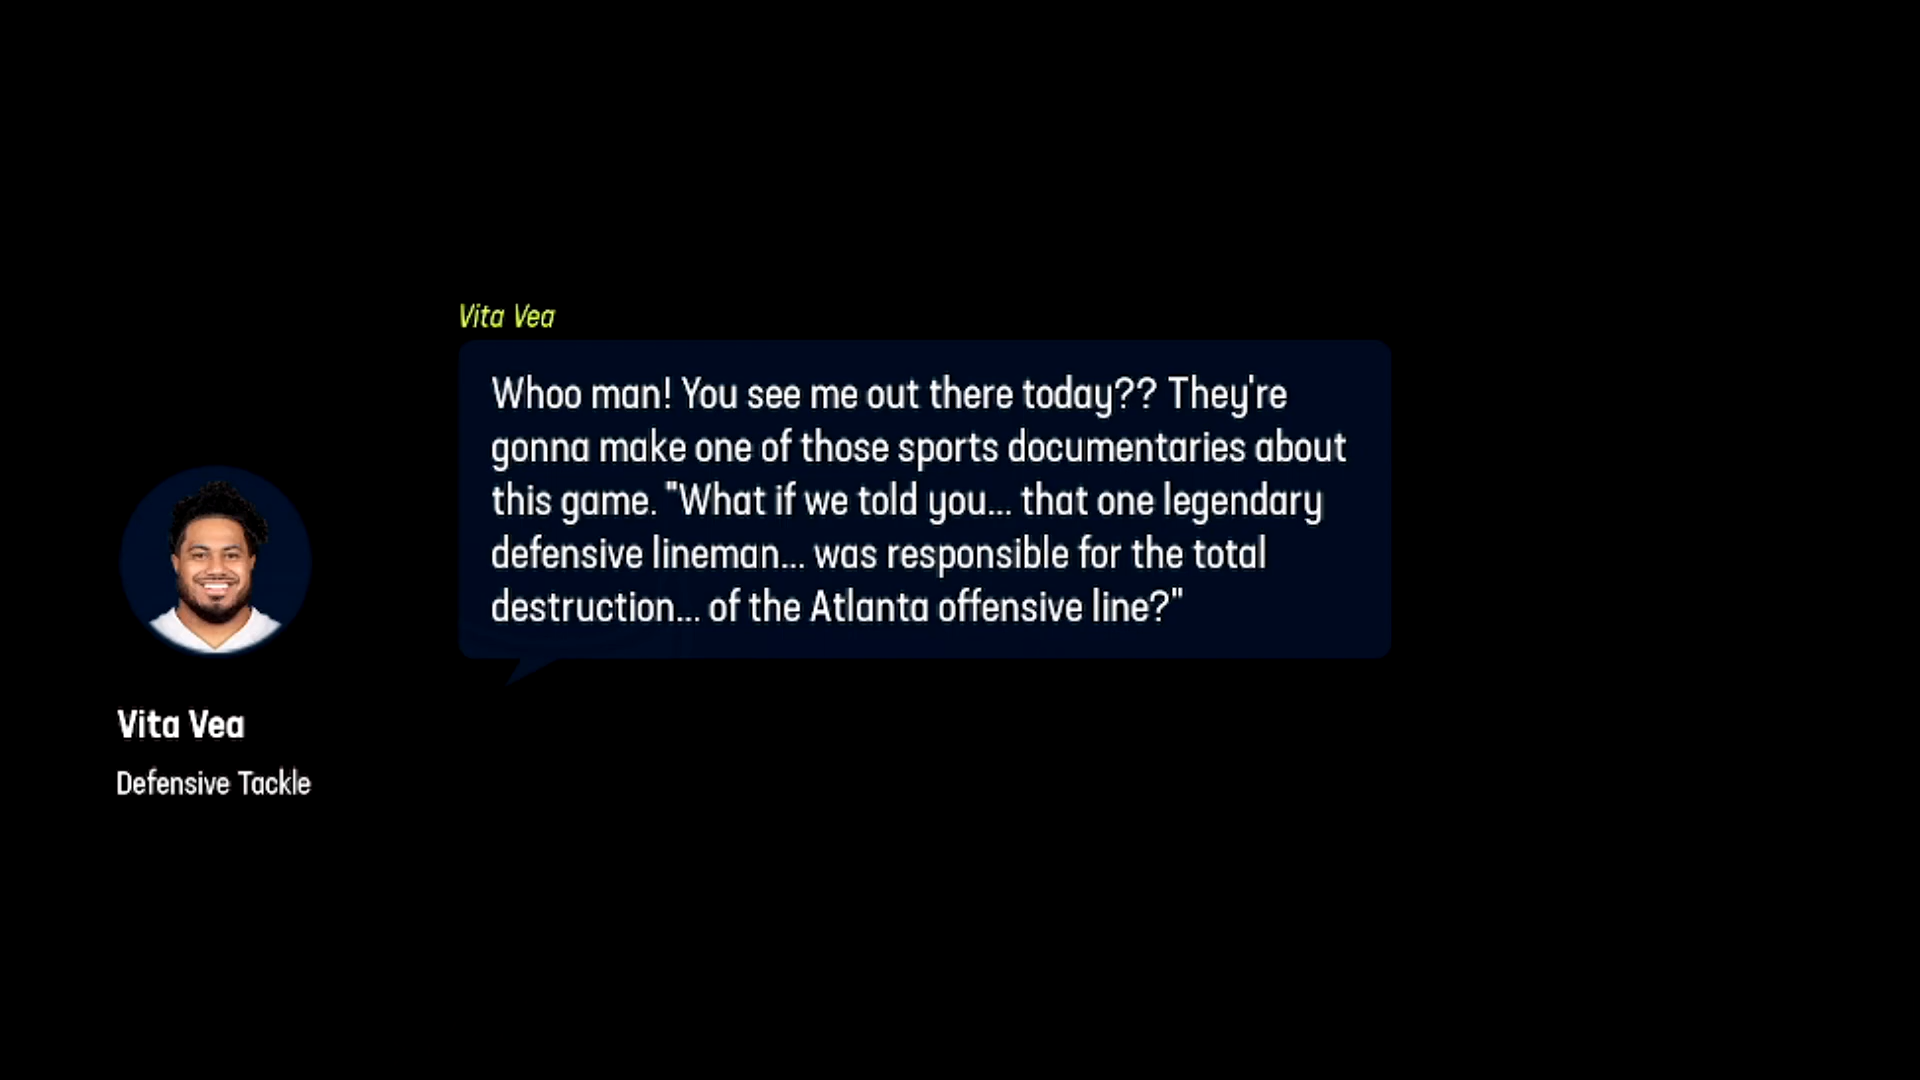 Vita Vea
Whoo man! You see me out there today?? They're
gonna make one of those sports documentaries about
this game. "What if we told you... that one legendary
defensive lineman... was responsible for the total
destruction... of the Atlanta offensive line?"
Vita Vea
Defensive Tackle